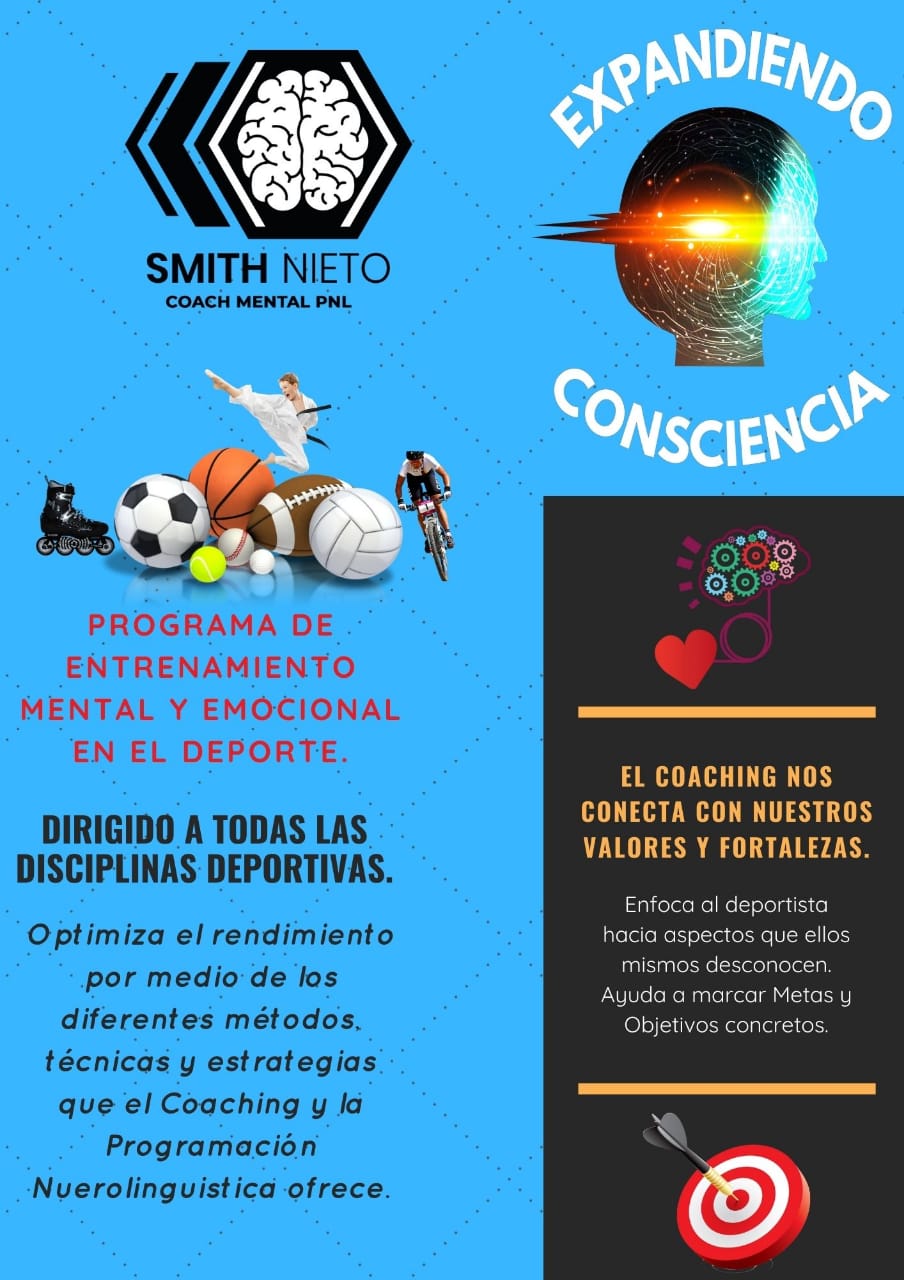 SMITH NIETO
COACH MENTAL PNL
EXPANDIENDO
CONSCIENCIA
PROGRAMA DE
ENTRENAMIENTO
MENTAL Y EMOCIONAL
EN EL DEPORTE.
DIRIGIDO A TODAS LAS
DISCIPLINAS DEPORTIVAS.
Optimiza el rendimiento
por medio de los
diferentes métodos,
técnicas y estrategias
que el Coaching y la
Programación
Nuerolinguistica ofrece.
EL COACHING NOS
CONECTA CON NUESTROS
VALORES Y FORTALEZAS.
Enfoca al deportista
hacia aspectos que ellos
mismos desconocen.
Ayuda a marcar Metas y
Objetivos concretos.